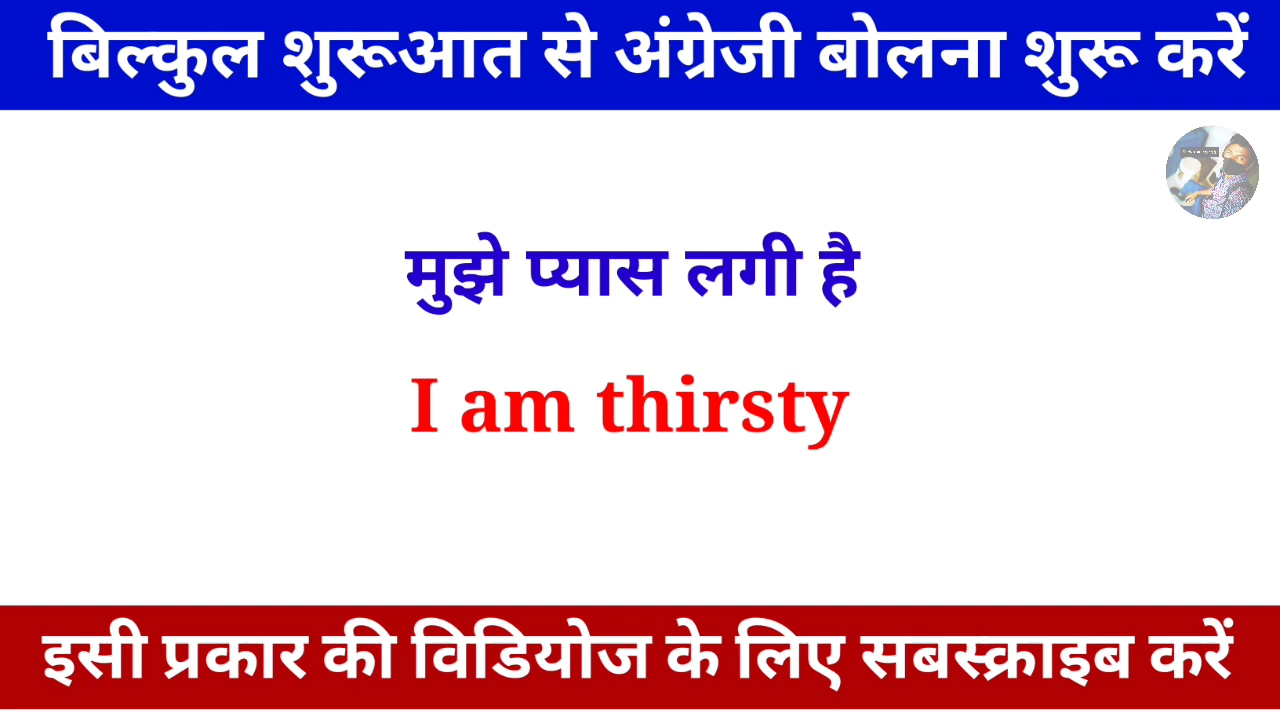 बिल्कुल शुरूआत से अंग्रेजी बोलना शुरू करें
मुझे प्यास लगी है
I am thirsty
इसी प्रकार की विडियोज के लिए सबस्क्राइब करें